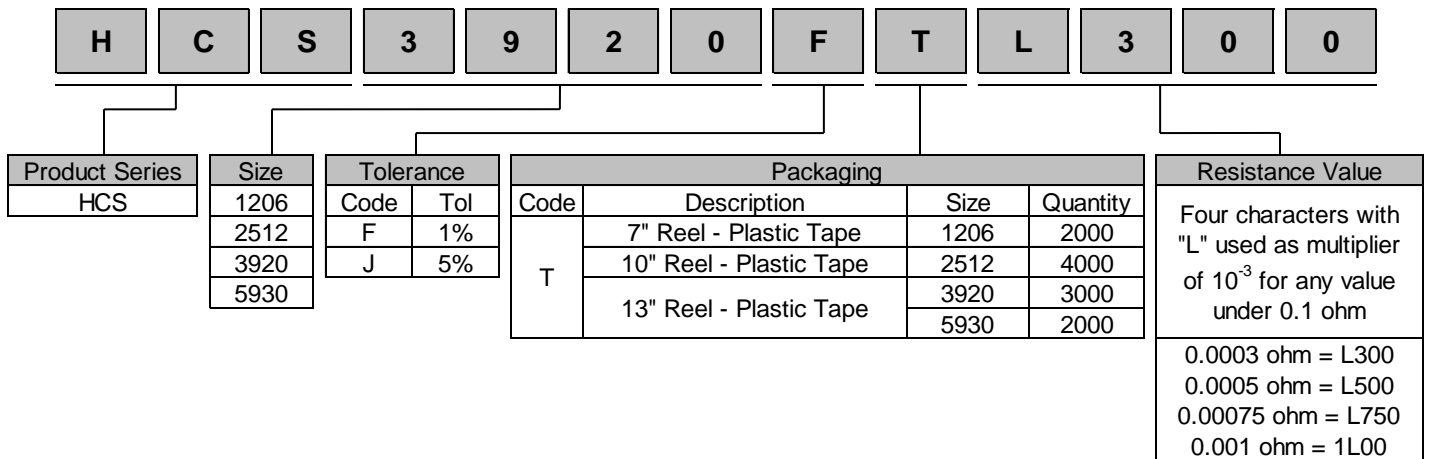 H C S 3 9 2 0 F T L 3 0 0
Product Series
HCS
Size
1206
2512
3920
5930
Tolerance
Code Tol
F 1%
J 5%
Packaging
Code Description Size Quantity
T
7" Reel - Plastic Tape 1206 2000
10" Reel - Plastic Tape 2512 4000
13" Reel - Plastic Tape 3920 3000
5930 2000
Resistance Value
Four characters with
"L" used as multiplier
of 10⁻³ for any value
under 0.1 ohm
0.0003 ohm = L300
0.0005 ohm = L500
0.00075 ohm = L750
0.001 ohm = 1L00